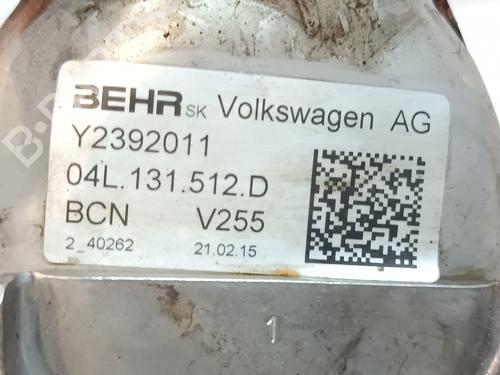 BEHR SK Volkswagen AG
Y2392011
04L.131.512.D
BCN V255
2_40262 21.02.15
1